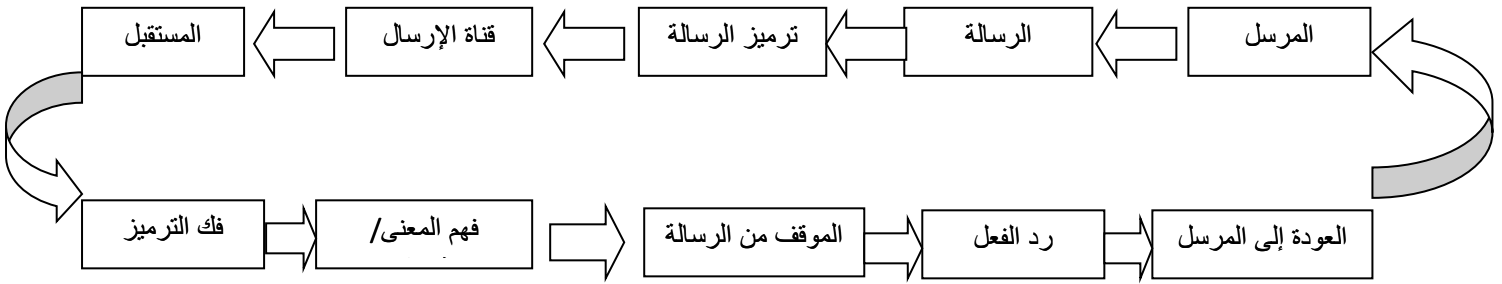 المرسل
الرسالة
ترميز الرسالة
قناة الإرسال
المستقبل
فك الترميز
فهم المعنى/
الموقف من الرسالة
رد الفعل
العودة إلى المرسل